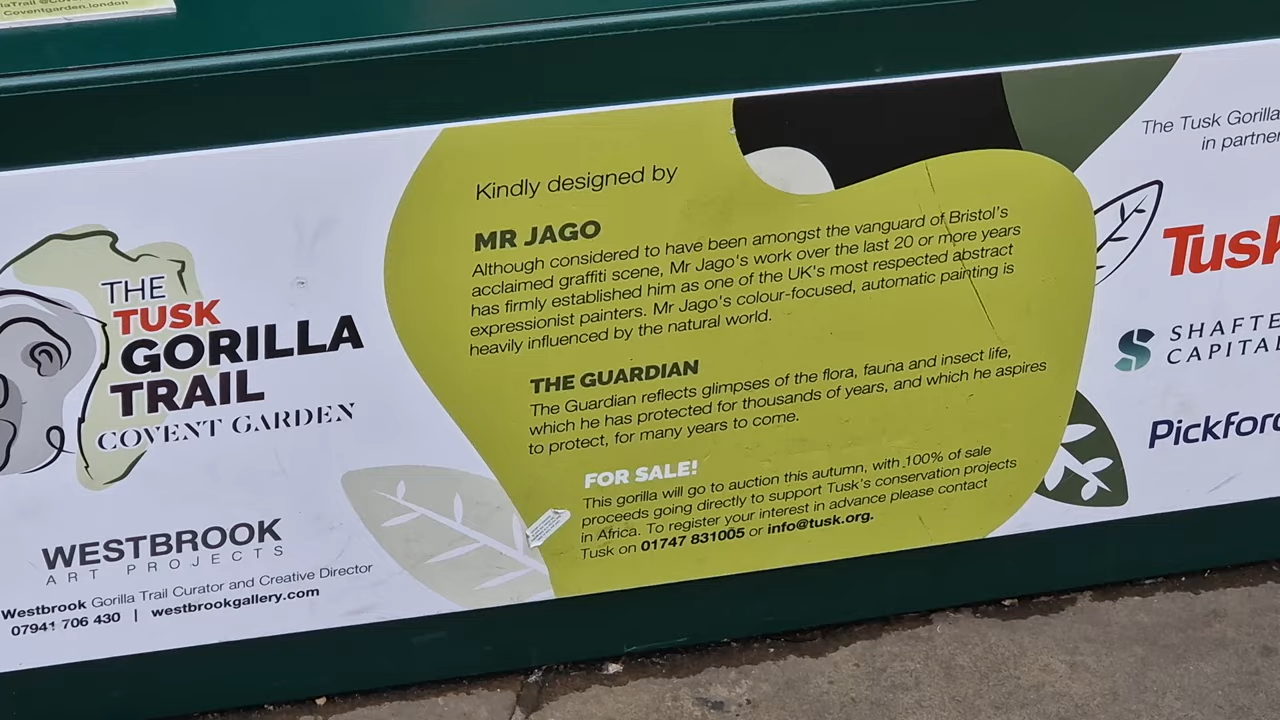 Coventgarden.london
THE
TUSK
GORILLA
TRAIL
COVENT GARDEN
WESTBROOK
ART PROJECTS
Westbrook Gorilla Trail Curator and Creative Director
07941 706 430 | westbrookgallery.com
Kindly designed by
MR JAGO
Although considered to have been amongst the vanguard of Bristol's
acclaimed graffiti scene, Mr Jago's work over the last 20 or more years
has firmly established him as one of the UK's most respected abstract
expressionist painters. Mr Jago's colour-focused, automatic painting is
heavily influenced by the natural world.
THE GUARDIAN
The Guardian reflects glimpses of the flora, fauna and insect life,
which he has protected for thousands of years, and which he aspires
to protect, for many years to come.
FOR SALE!
This gorilla will go to auction this autumn, with 100% of sale
proceeds going directly to support Tusk's conservation projects
in Africa. To register your interest in advance please contact
Tusk on 01747 831005 or info@tusk.org.
The Tusk Gorilla
in partner
Tusk
SHAFTE
CAPITAL
Pickford